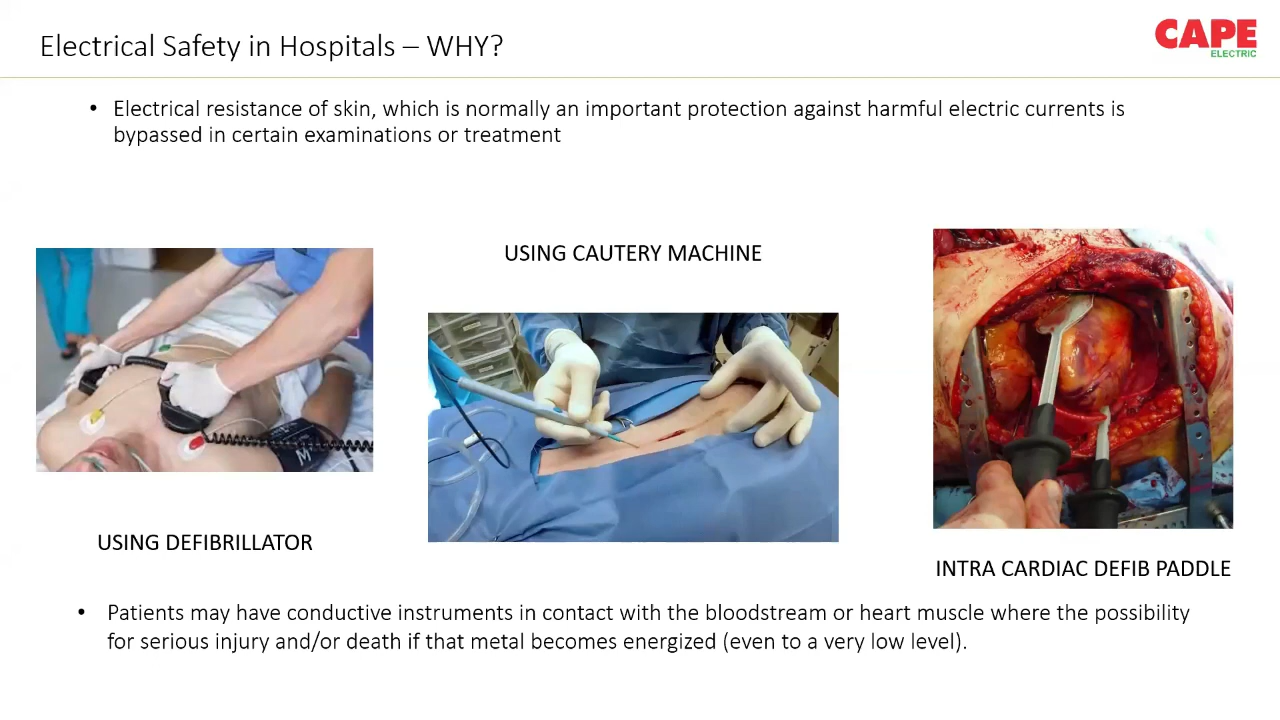 Electrical Safety in Hospitals – WHY?
CAPE
ELECTRIC
• Electrical resistance of skin, which is normally an important protection against harmful electric currents is
bypassed in certain examinations or treatment
USING CAUTERY MACHINE
USING DEFIBRILLATOR
INTRA CARDIAC DEFIB PADDLE
• Patients may have conductive instruments in contact with the bloodstream or heart muscle where the possibility
for serious injury and/or death if that metal becomes energized (even to a very low level).